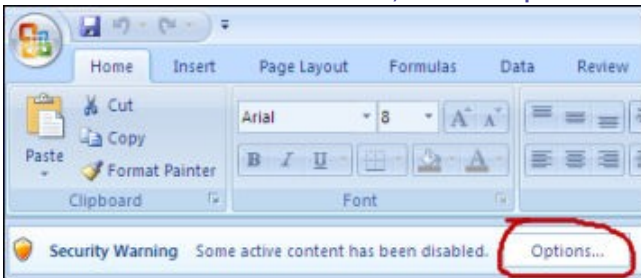 Home Insert Page Layout Formulas Data Review
Cut
Copy
Paste
Format Painter
Clipboard
Arial 8 A A
B I U A
Font
Security Warning Some active content has been disabled. Options...